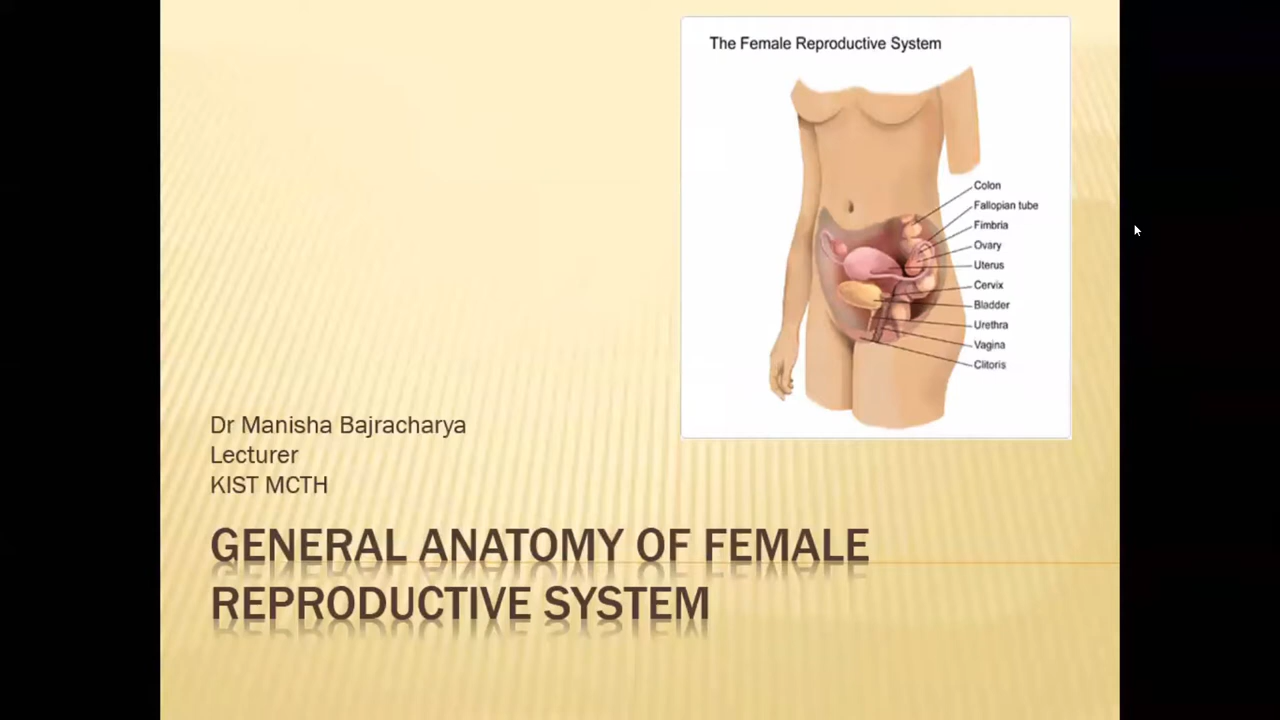 The Female Reproductive System
Colon
Fallopian tube
Fimbria
Ovary
Uterus
Cervix
Bladder
Urethra
Vagina
Clitoris
Dr Manisha Bajracharya
Lecturer
KIST MCTH
GENERAL ANATOMY OF FEMALE
REPRODUCTIVE SYSTEM